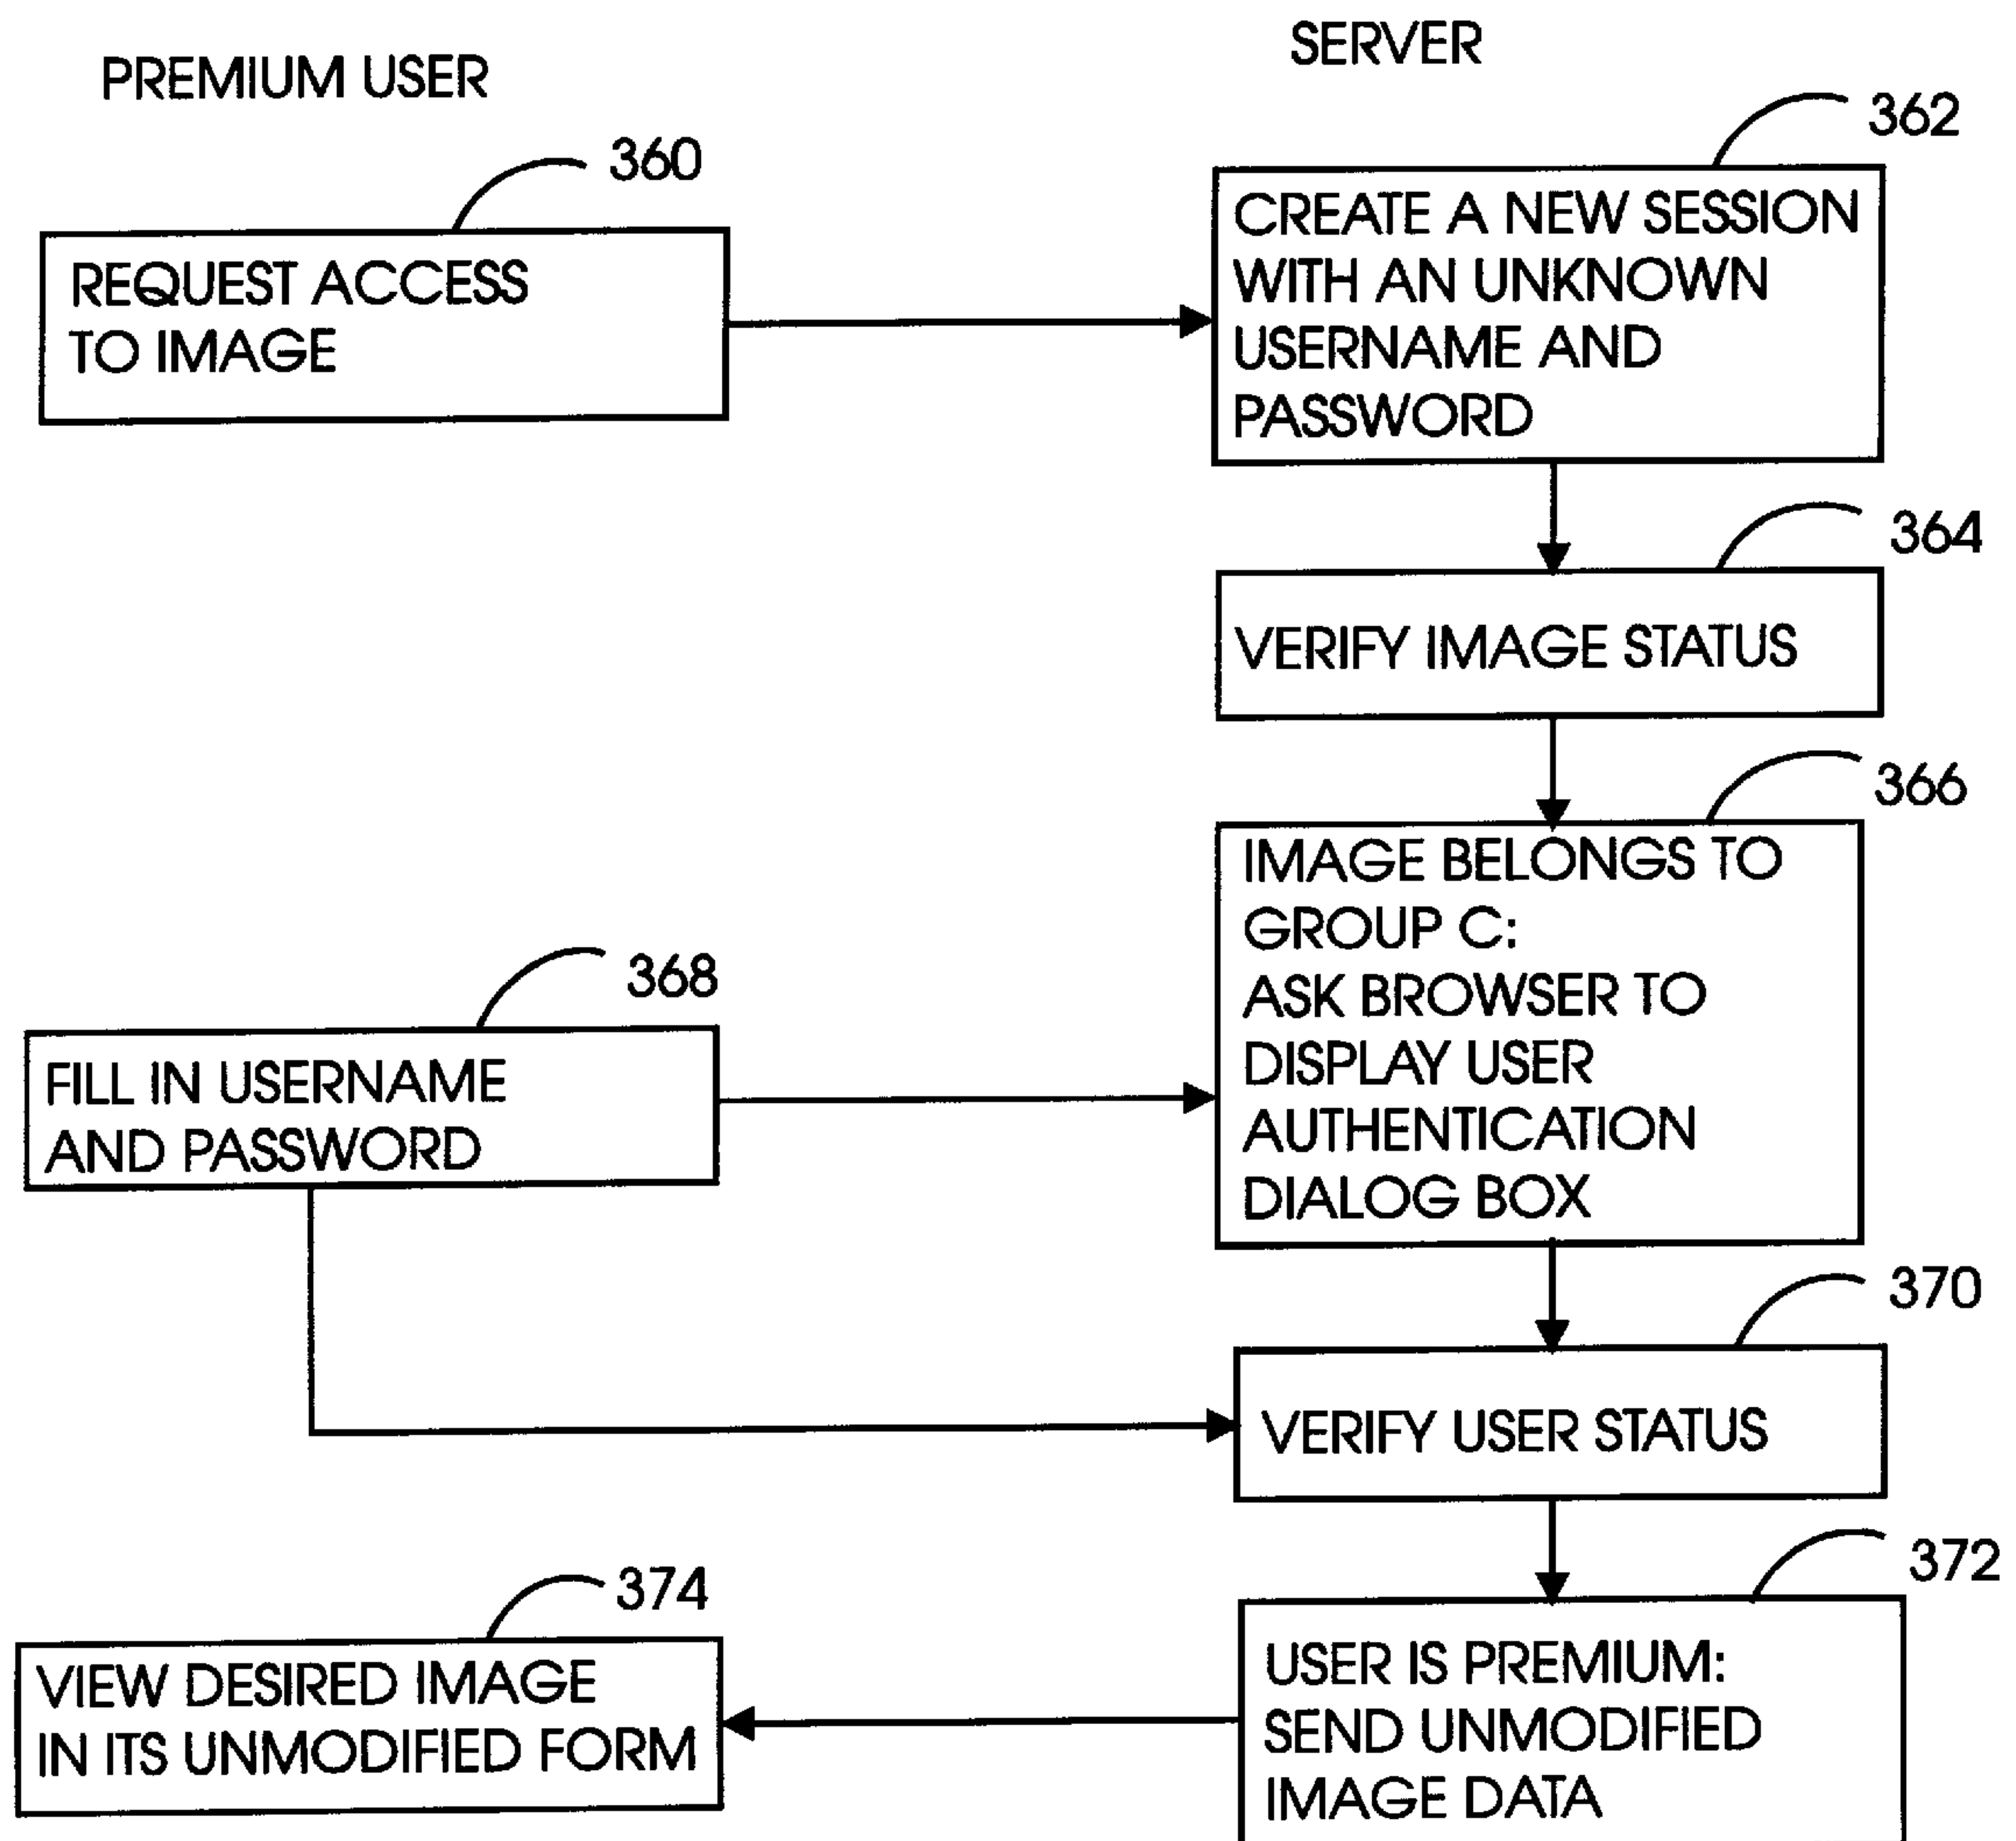 PREMIUM USER
SERVER
360
REQUEST ACCESS
TO IMAGE
362
CREATE A NEW SESSION
WITH AN UNKNOWN
USERNAME AND
PASSWORD
364
VERIFY IMAGE STATUS
366
IMAGE BELONGS TO
GROUP C:
ASK BROWSER TO
DISPLAY USER
AUTHENTICATION
DIALOG BOX
368
FILL IN USERNAME
AND PASSWORD
370
VERIFY USER STATUS
372
USER IS PREMIUM:
SEND UNMODIFIED
IMAGE DATA
374
VIEW DESIRED IMAGE
IN ITS UNMODIFIED FORM